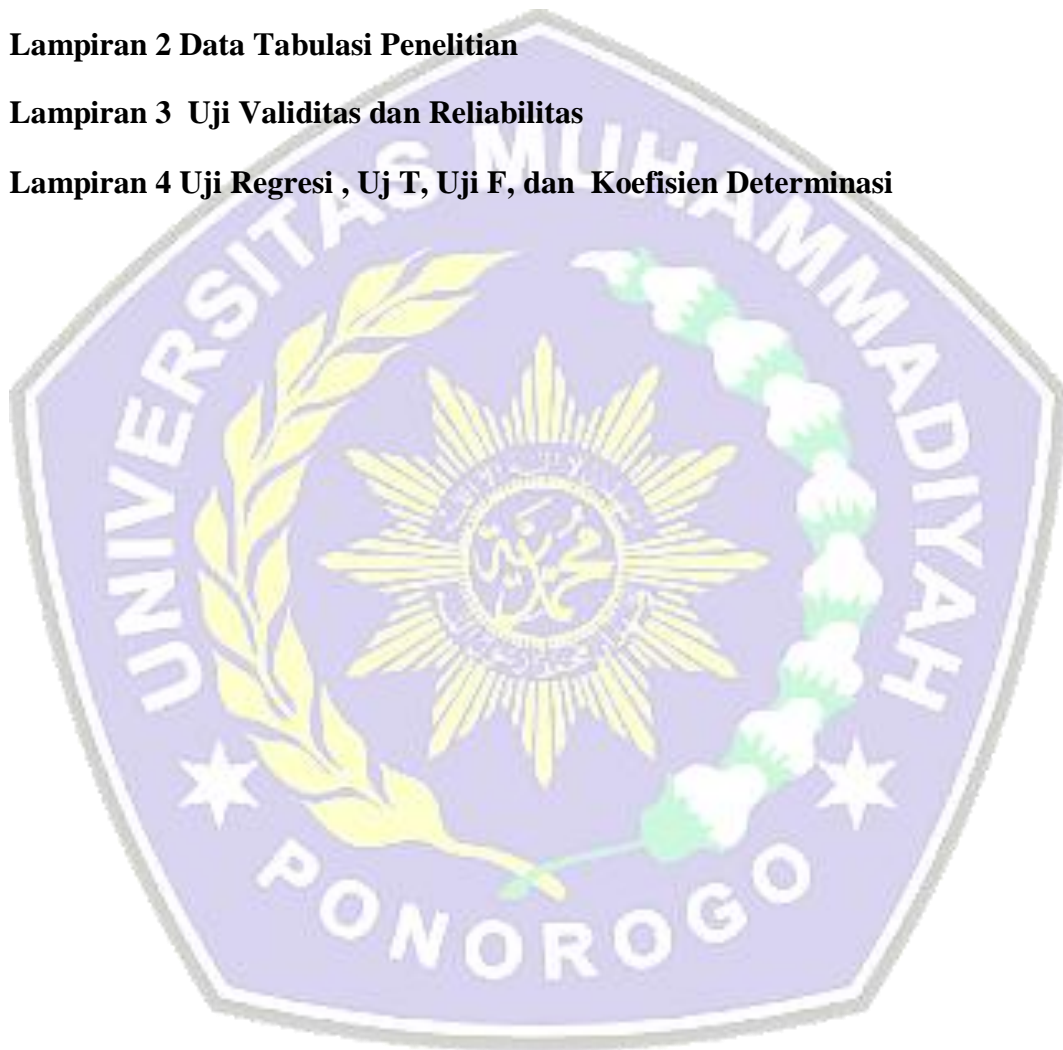 Lampiran 2 Data Tabulasi Penelitian
Lampiran 3 Uji Validitas dan Reliabilitas
Lampiran 4 Uji Regresi , Uj T, Uji F, dan Koefisien Determinasi
UNIVERSITAS MUHAMMADIYAH
PONOROGO